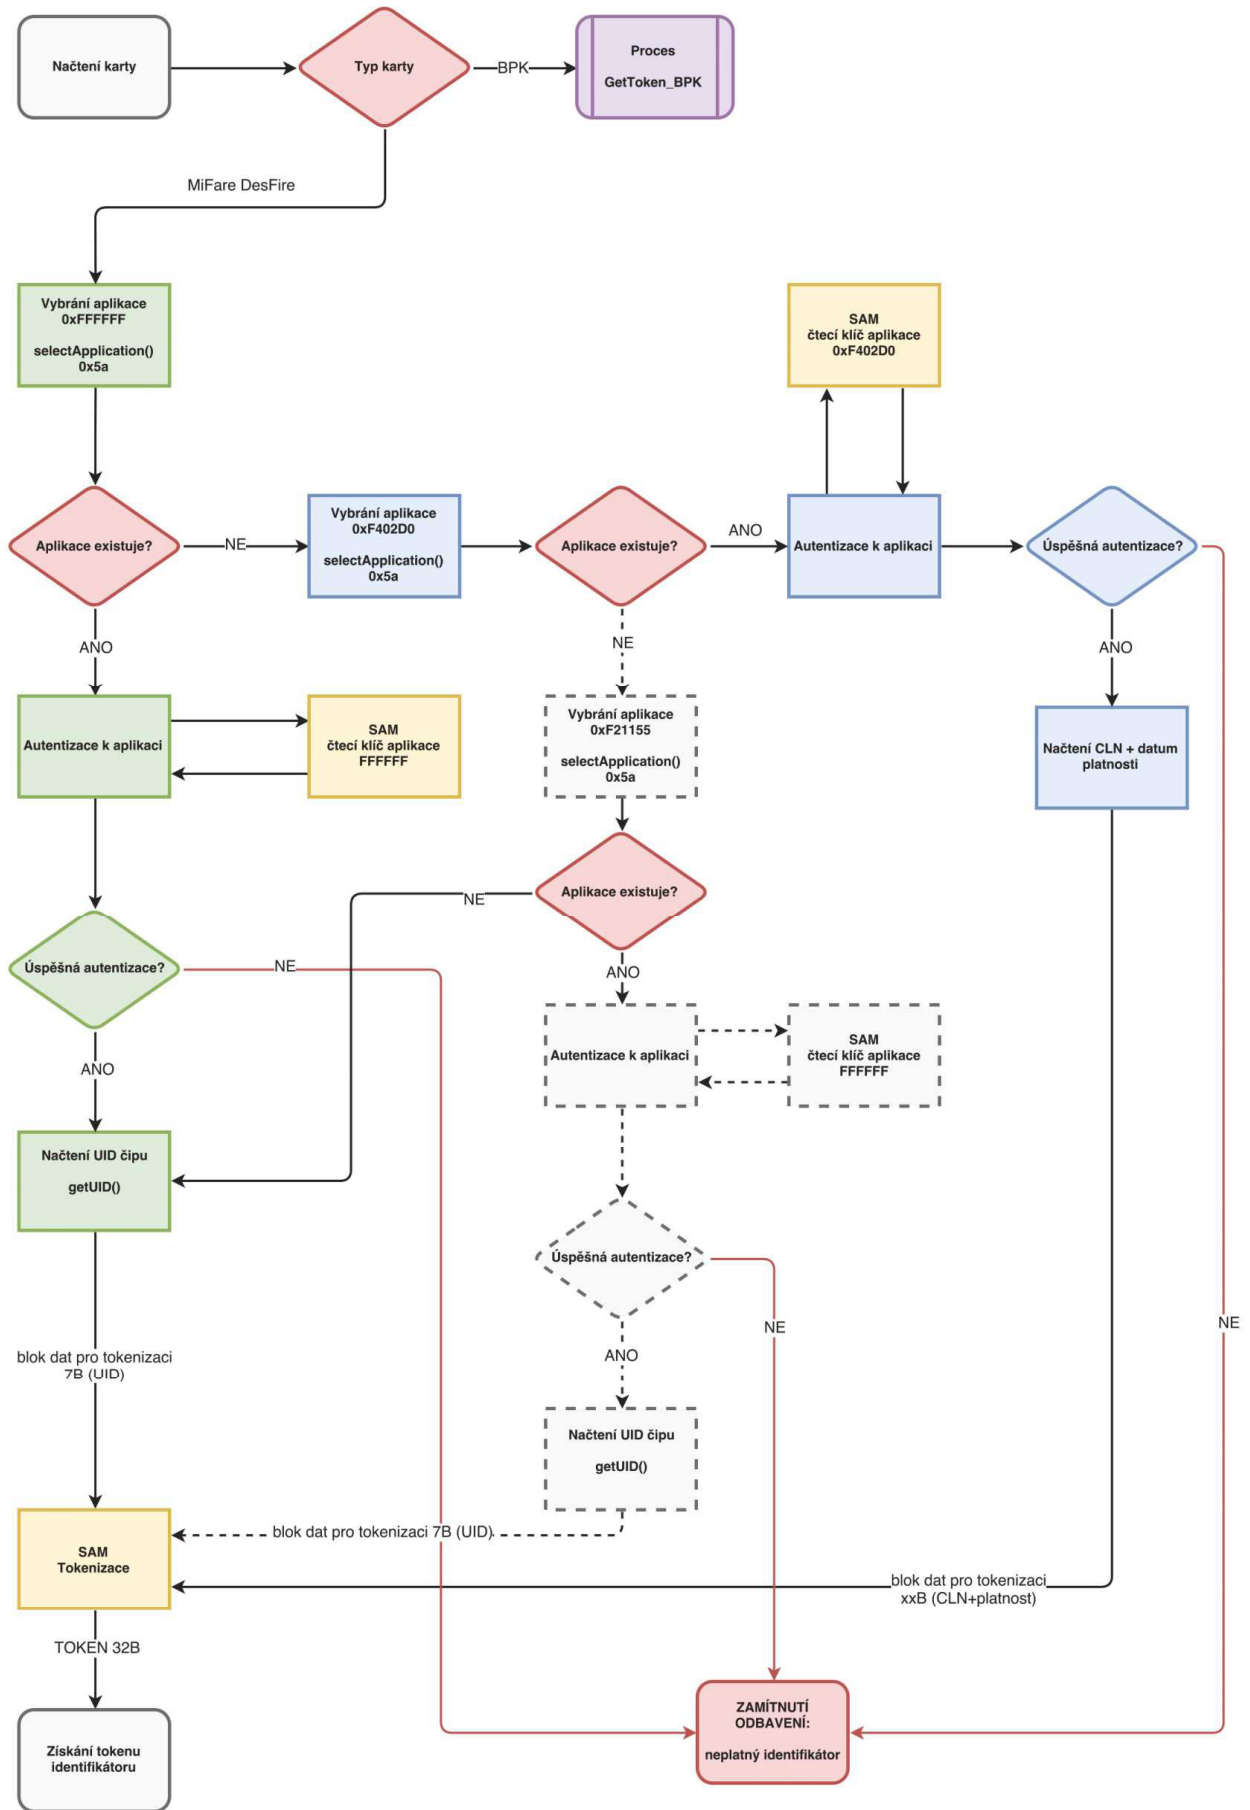 Načtení karty
Typ karty
BPK
Proces
GetToken_BPK
MiFare DesFire
Vybrání aplikace
0xFFFFFF
selectApplication()
0x5a
SAM
čtecí klíč aplikace
0xF402D0
Aplikace existuje?
NE
Vybrání aplikace
0xF402D0
selectApplication()
0x5a
Aplikace existuje?
ANO
Autentizace k aplikaci
Úspěšná autentizace?
ANO
NE
ANO
Autentizace k aplikaci
SAM
čtecí klíč aplikace
FFFFFF
Vybrání aplikace
0xF21155
selectApplication()
0x5a
Načtení CLN + datum
platnosti
NE
Aplikace existuje?
Úspěšná autentizace?
NE
ANO
Autentizace k aplikaci
SAM
čtecí klíč aplikace
FFFFFF
ANO
Načtení UID čipu
getUID()
Úspěšná autentizace?
NE
NE
blok dat pro tokenizaci
7B (UID)
ANO
Načtení UID čipu
getUID()
blok dat pro tokenizaci 7B (UID)
SAM
Tokenizace
blok dat pro tokenizaci
xxB (CLN+platnost)
TOKEN 32B
ZAMÍTNUTÍ
ODBAVENÍ:
neplatný identifikátor
Získání tokenu
identifikátoru